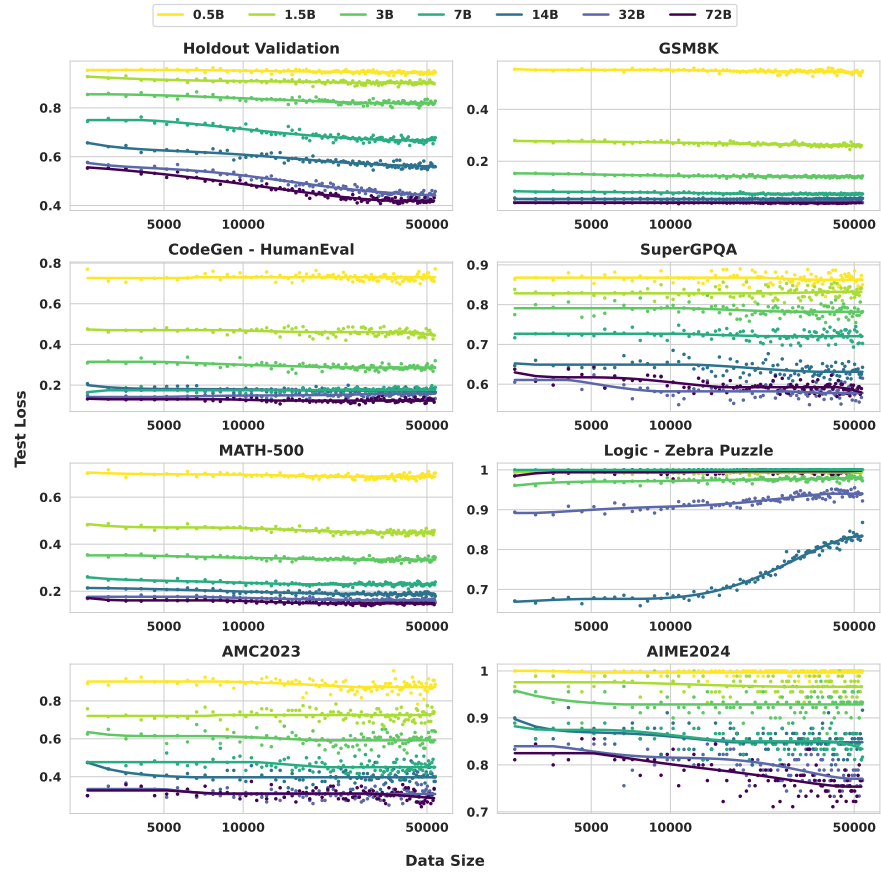 0.5B 1.5B 3B 7B 14B 32B 72B
Holdout Validation
0.8
0.6
0.4
5000 10000 50000
GSM8K
0.4
0.2
5000 10000 50000
CodeGen - HumanEval
0.8
0.6
0.4
0.2
5000 10000 50000
SuperGPQA
0.9
0.8
0.7
0.6
5000 10000 50000
MATH-500
0.6
0.4
0.2
5000 10000 50000
Logic - Zebra Puzzle
1
0.9
0.8
0.7
5000 10000 50000
AMC2023
0.8
0.6
0.4
5000 10000 50000
AIME2024
1
0.9
0.8
0.7
5000 10000 50000
Test Loss
Data Size